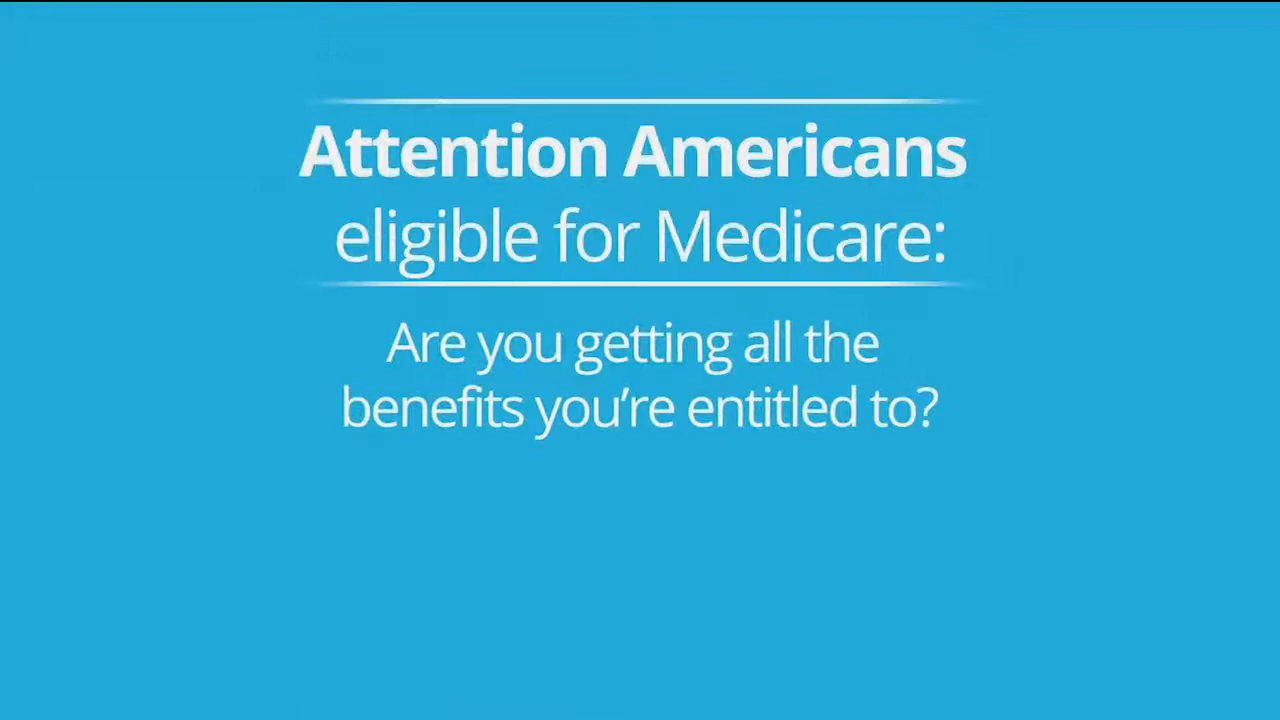 Attention Americans
eligible for Medicare:
Are you getting all the
benefits you’re entitled to?